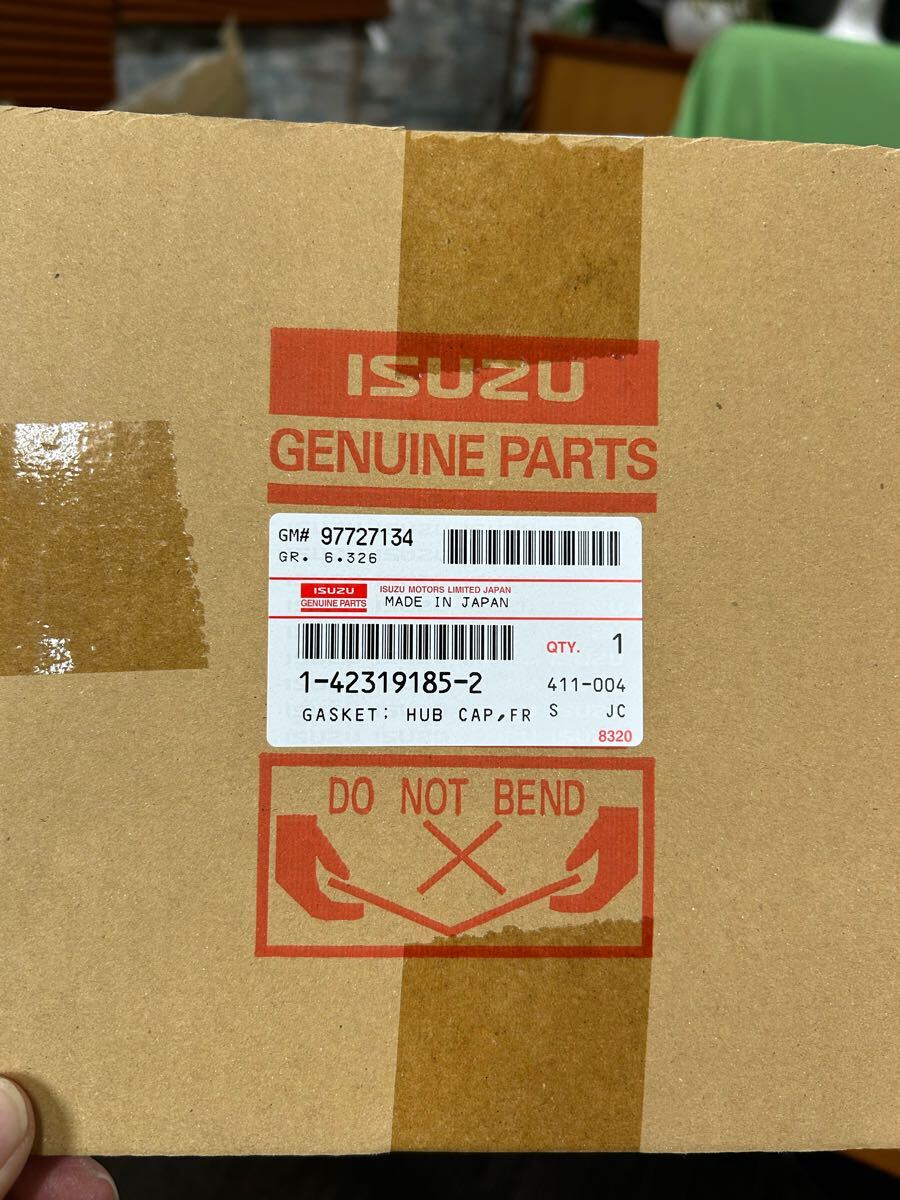 ISUZU
GENUINE PARTS
GM# 97727134
GR. 6.326
ISUZU
GENUINE PARTS
ISUZU MOTORS LIMITED JAPAN
MADE IN JAPAN
QTY. 1
1-42319185-2
411-004
GASKET; HUB CAP,FR
S JC
8320
DO NOT BEND